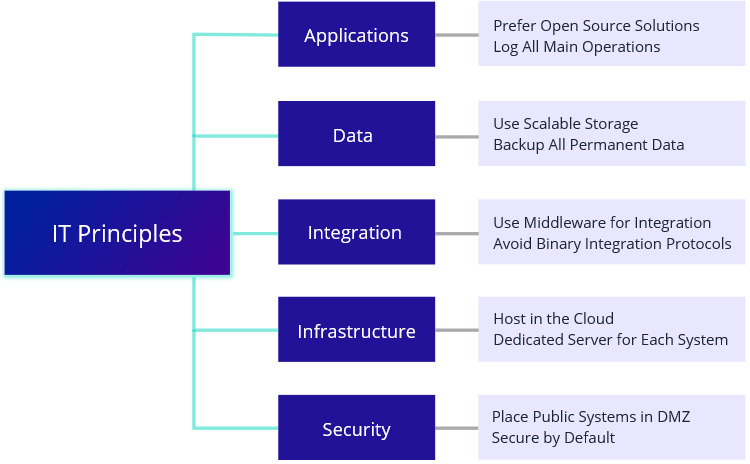 IT Principles
Applications
Prefer Open Source Solutions
Log All Main Operations
Data
Use Scalable Storage
Backup All Permanent Data
Integration
Use Middleware for Integration
Avoid Binary Integration Protocols
Infrastructure
Host in the Cloud
Dedicated Server for Each System
Security
Place Public Systems in DMZ
Secure by Default